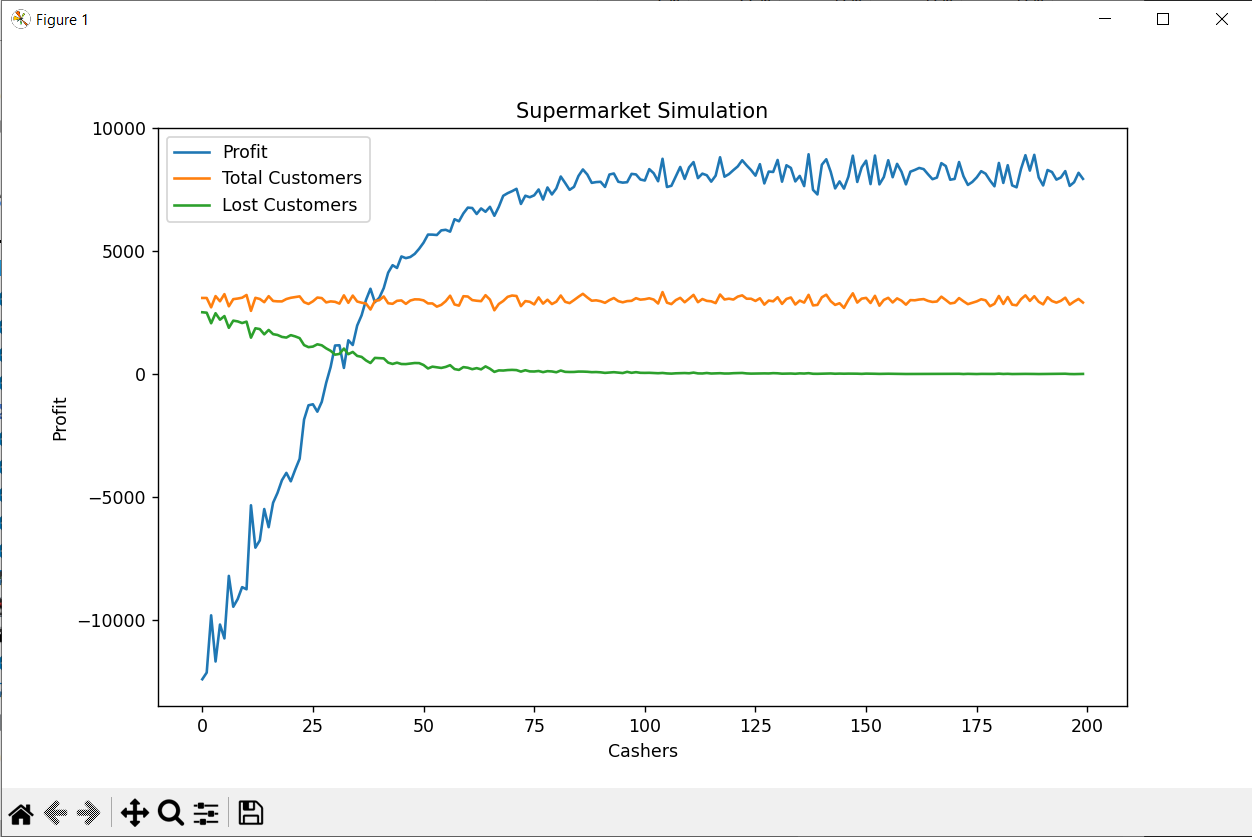 Figure 1
Supermarket Simulation
Profit
Total Customers
Lost Customers
10000
5000
0
−5000
−10000
Profit
0 25 50 75 100 125 150 175 200
Cashers